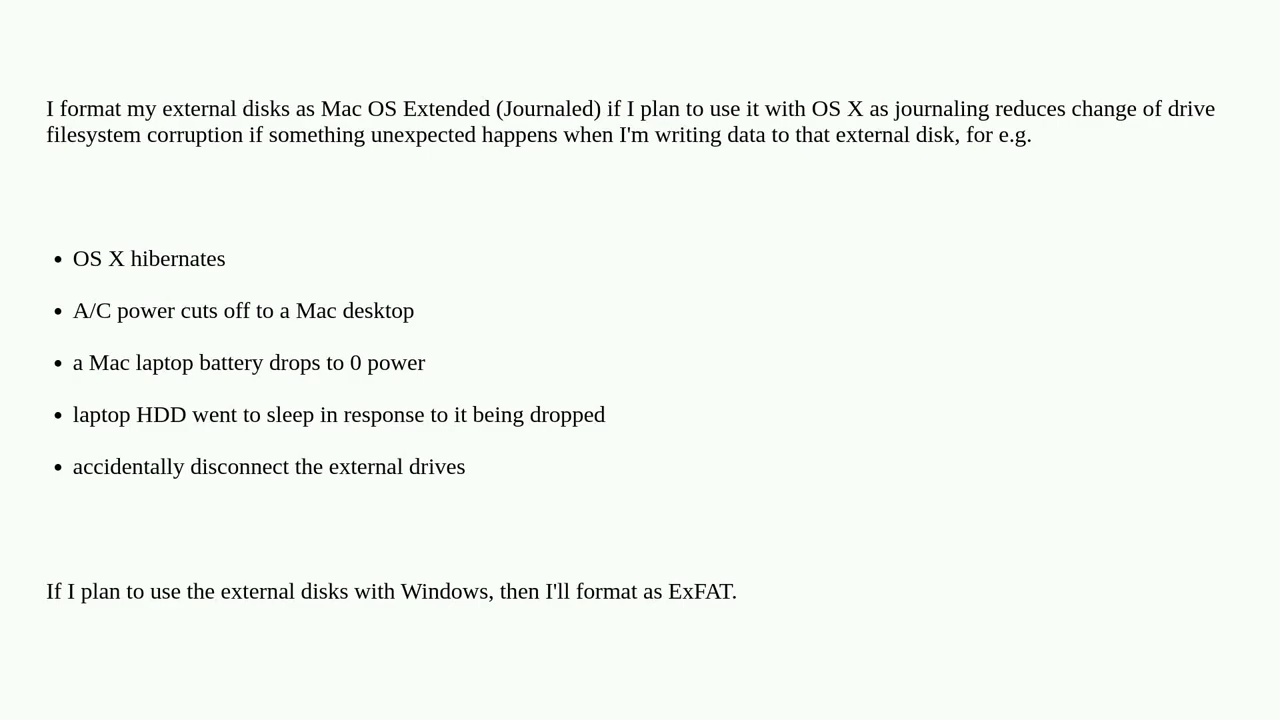 I format my external disks as Mac OS Extended (Journaled) if I plan to use it with OS X as journaling reduces change of drive
filesystem corruption if something unexpected happens when I'm writing data to that external disk, for e.g.
• OS X hibernates
• A/C power cuts off to a Mac desktop
• a Mac laptop battery drops to 0 power
• laptop HDD went to sleep in response to it being dropped
• accidentally disconnect the external drives
If I plan to use the external disks with Windows, then I'll format as ExFAT.